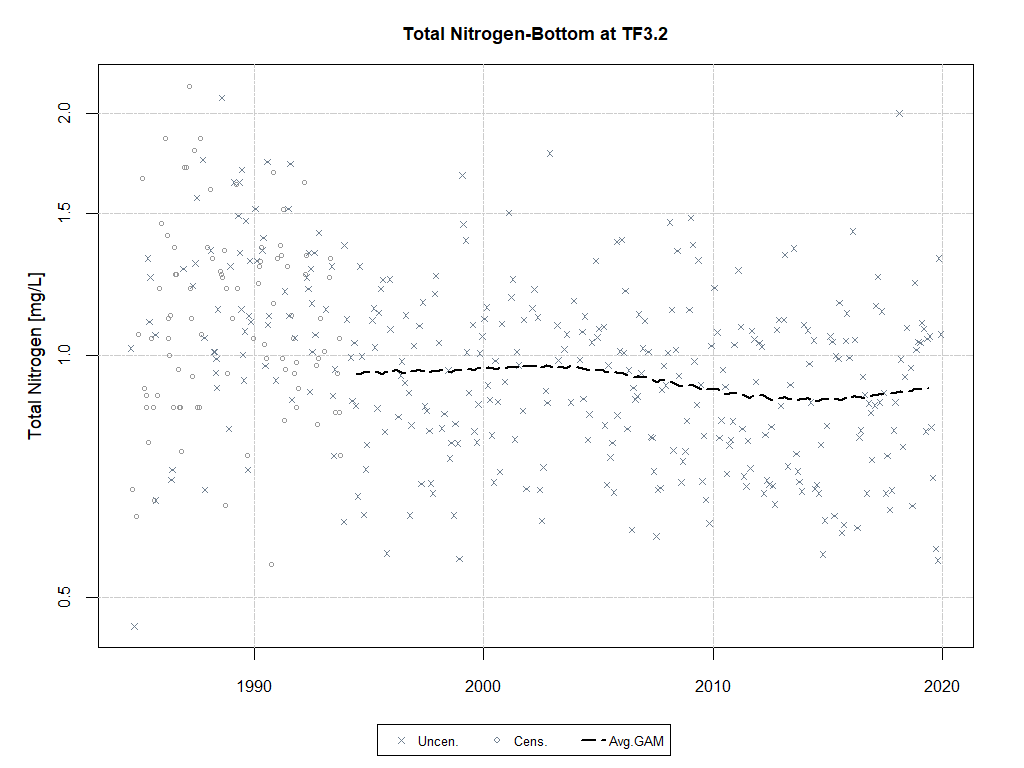 Total Nitrogen-Bottom at TF3.2
Total Nitrogen [mg/L]
2.0
1.5
1.0
0.5
1990 2000 2010 2020
Uncen. Cens. Avg.GAM